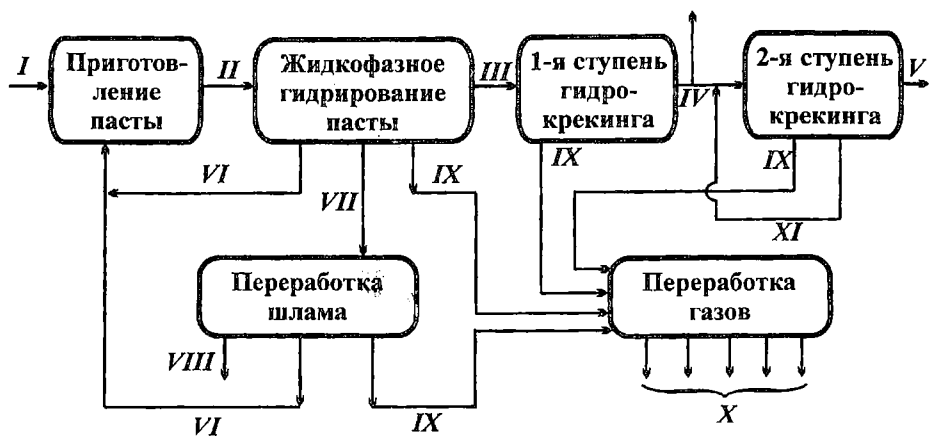 I
Приготов-
ление
пасты
II
Жидкофазное
гидрирование
пасты
III
1-я ступень
гидро-
крекинга
IV
2-я ступень
гидро-
крекинга
V
VI
VII
IX
IX
IX
XI
Переработка
шлама
Переработка
газов
VIII
VI
IX
X